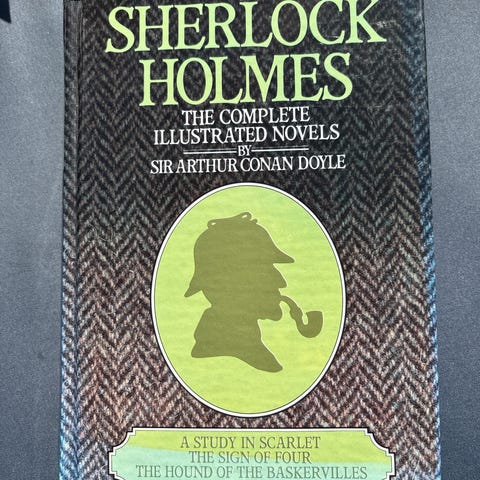 SHERLOCK
HOLMES
THE COMPLETE
ILLUSTRATED NOVELS
BY
SIR ARTHUR CONAN DOYLE
A STUDY IN SCARLET
THE SIGN OF FOUR
THE HOUND OF THE BASKERVILLES